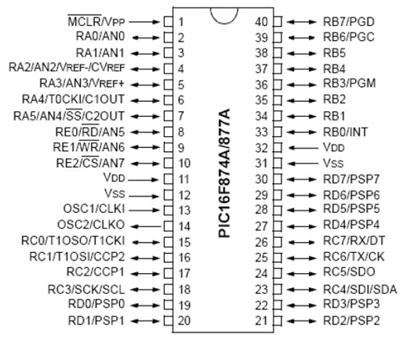 MCLR/VPP 1 40 RB7/PGD
RA0/AN0 2 39 RB6/PGC
RA1/AN1 3 38 RB5
RA2/AN2/VREF-/CVREF 4 37 RB4
RA3/AN3/VREF+ 5 36 RB3/PGM
RA4/T0CKI/C1OUT 6 35 RB2
RA5/AN4/SS/C2OUT 7 34 RB1
RE0/RD/AN5 8 33 RB0/INT
RE1/WR/AN6 9 32 VDD
RE2/CS/AN7 10 31 VSS
VDD 11 30 RD7/PSP7
VSS 12 29 RD6/PSP6
OSC1/CLKI 13 28 RD5/PSP5
OSC2/CLKO 14 27 RD4/PSP4
RC0/T1OSO/T1CKI 15 26 RC7/RX/DT
RC1/T1OSI/CCP2 16 25 RC6/TX/CK
RC2/CCP1 17 24 RC5/SDO
RC3/SCK/SCL 18 23 RC4/SDI/SDA
RD0/PSP0 19 22 RD3/PSP3
RD1/PSP1 20 21 RD2/PSP2
PIC16F874A/877A